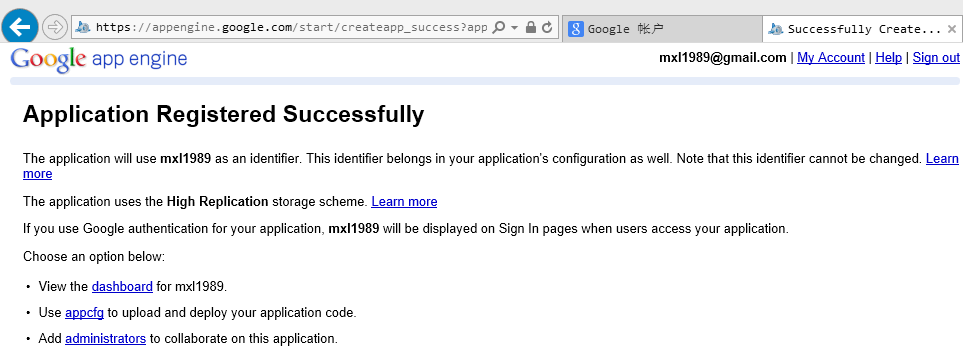 https://appengine.google.com/start/createapp_success?app
Google 帐户
Successfully Create...
Google app engine
mxl1989@gmail.com | My Account | Help | Sign out
Application Registered Successfully
The application will use mxl1989 as an identifier. This identifier belongs in your application's configuration as well. Note that this identifier cannot be changed. Learn
more
The application uses the High Replication storage scheme. Learn more
If you use Google authentication for your application, mxl1989 will be displayed on Sign In pages when users access your application.
Choose an option below:
• View the dashboard for mxl1989.
• Use appcfg to upload and deploy your application code.
• Add administrators to collaborate on this application.